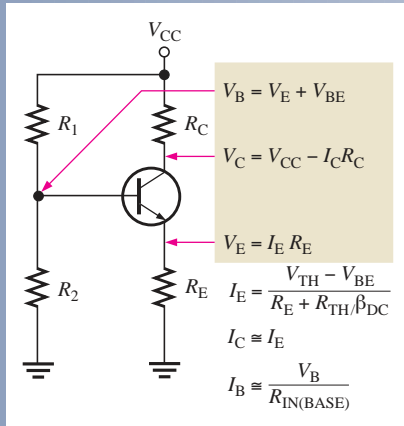 V_CC
R_1
R_C
V_B = V_E + V_BE
V_C = V_CC − I_C R_C
V_E = I_E R_E
R_2
R_E
I_E = (V_TH − V_BE) / (R_E + R_TH/β_DC)
I_C ≅ I_E
I_B ≅ V_B / R_IN(BASE)